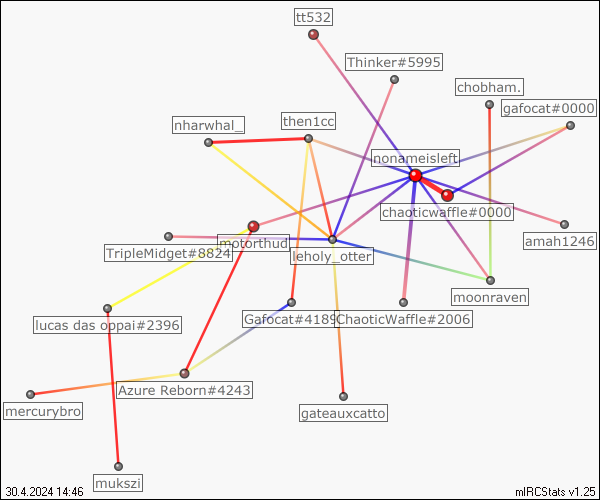 tt532
Thinker#5995
chobham.
gafocat#0000
then1cc
nharwhal_
nonameisleft
chaoticwaffle#0000
amah1246
motorthud
TripleMidget#8824
leholy_otter
moonraven
lucas das oppai#2396
Gafocat#4189
ChaoticWaffle#2006
Azure Reborn#4243
mercurybro
gateauxcatto
mukszi
30.4.2024 14:46
mIRCStats v1.25